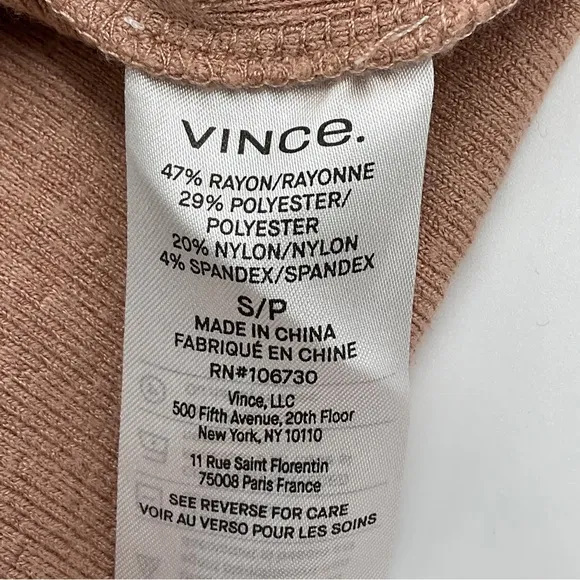 VINCe.
47% RAYON/RAYONNE
29% POLYESTER/
POLYESTER
20% NYLON/NYLON
4% SPANDEX/SPANDEX
S/P
MADE IN CHINA
FABRIQUÉ EN CHINE
RN#106730
Vince, LLC
500 Fifth Avenue, 20th Floor
New York, NY 10110
11 Rue Saint Florentin
75008 Paris France
SEE REVERSE FOR CARE
VOIR AU VERSO POUR LES SOINS